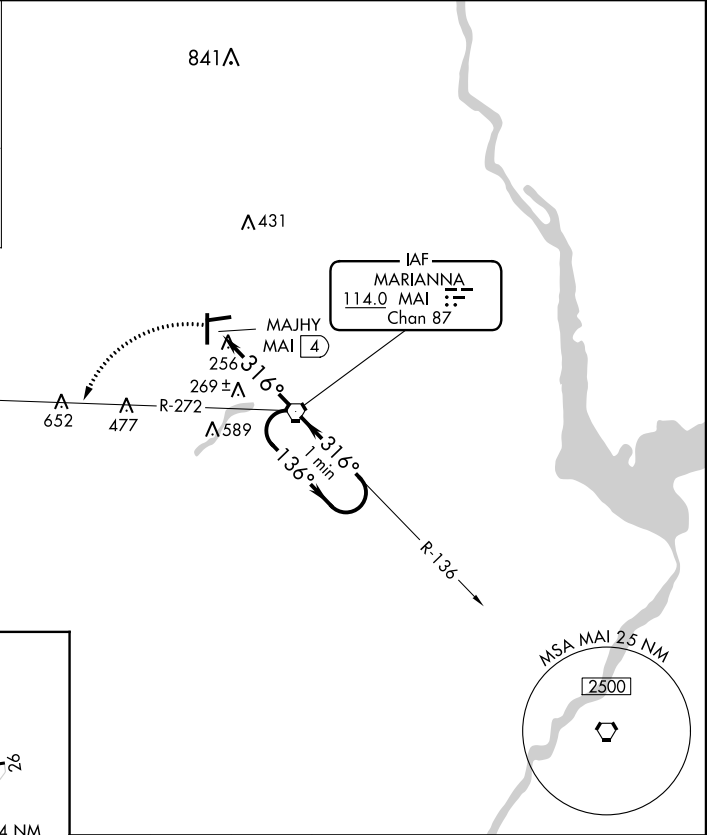 841
431
IAF
MARIANNA
114.0 MAI
Chan 87
MAJHY
MAI 4
256
316°
269 ±
R-272
652
477
589
316°
1 min
136°
R-136
MSA MAI 25 NM
2500
26
4 NM